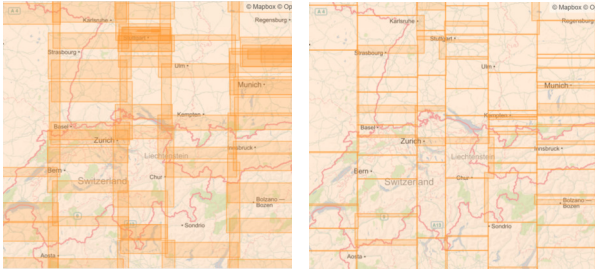 © Mapbox © Op
A 4
Karlsruhe
Regensburg
Stuttgart
Strasbourg
Ulm
Munich
Kempten
Basel
Zurich
Innsbruck
Liechtenstein
Bern
Chur
Switzerland
Bolzano —
Bozen
Sondrio
Aosta
© Mapbox © Op
A 4
Karlsruhe
Regensburg
Stuttgart
Strasbourg
Ulm
Munich
Kempten
Basel
Zurich
Innsbruck
Liechtenstein
Bern
Chur
Switzerland
Bolzano —
Bozen
Sondrio
Aosta